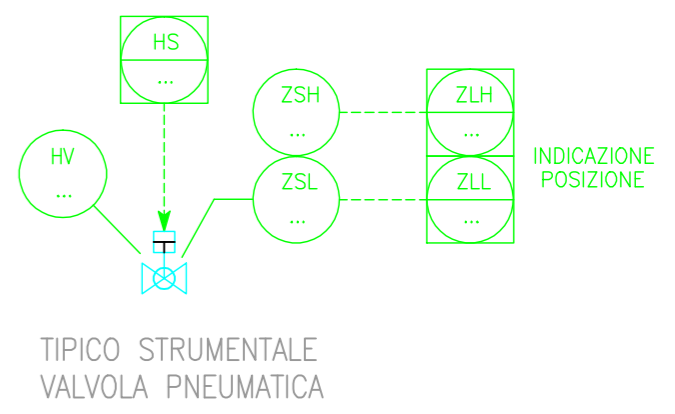 HS
...
ZSH
...
ZLH
...
HV
...
ZSL
...
ZLL
...
INDICAZIONE
POSIZIONE
TIPICO STRUMENTALE
VALVOLA PNEUMATICA